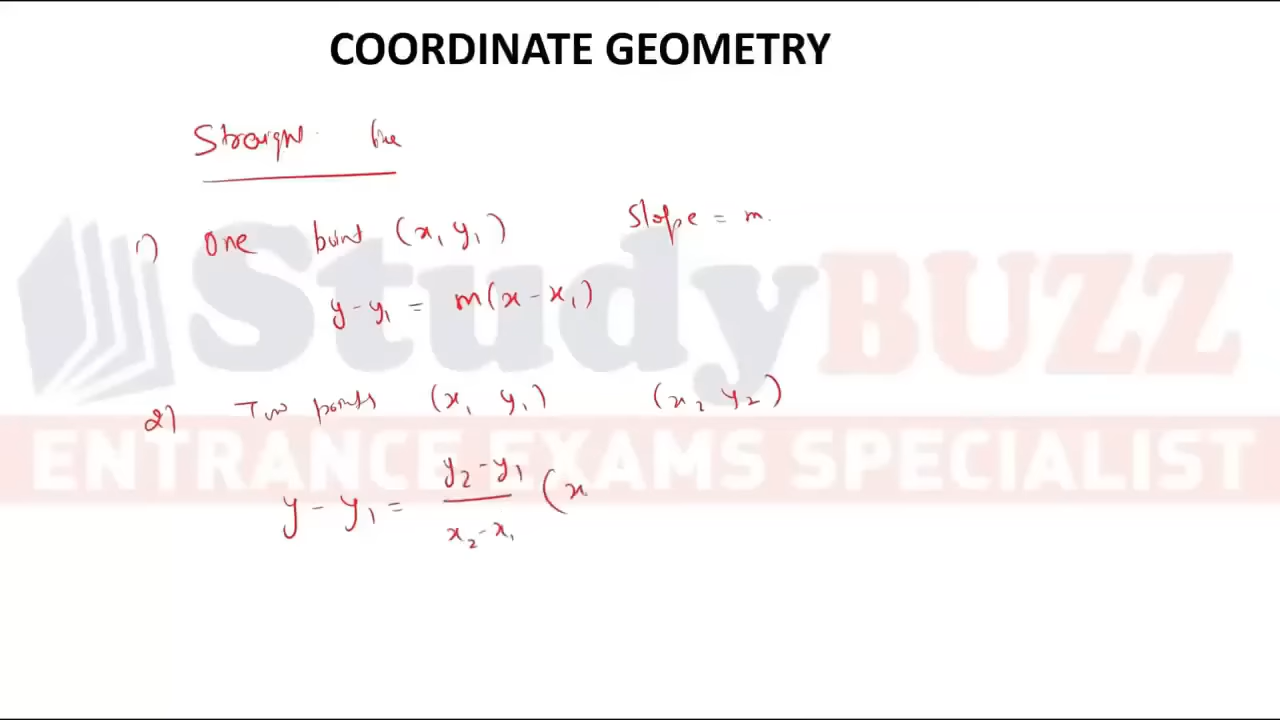 COORDINATE GEOMETRY
Straight line
1) One point (x₁ y₁) Slope = m.
y - y₁ = m(x - x₁)
2) Two points (x₁ y₁) (x₂ y₂)
y - y₁ = y₂ - y₁ / x₂ - x₁ (x
StudyBUZZ
ENTRANCE EXAMS SPECIALIST